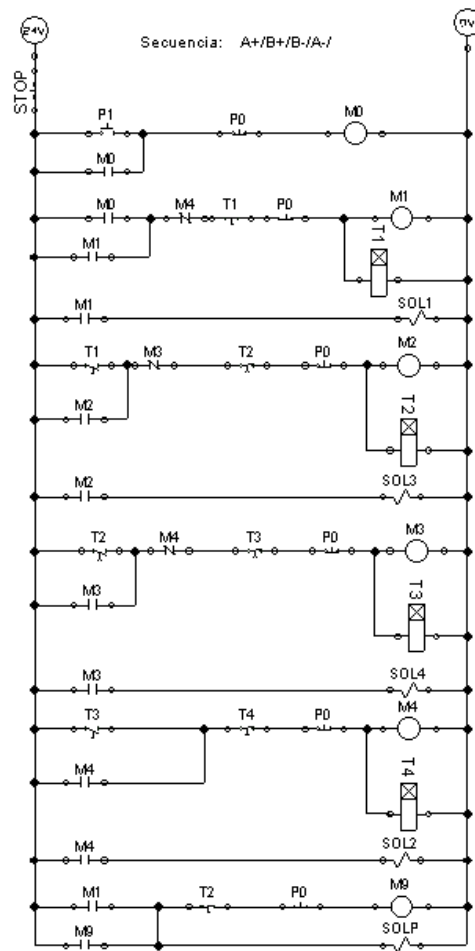 24V
0V
Secuencia: A+/B+/B-/A-/
STOP
P1 P0 M0
M0
M0 M4 T1 P0 M1
M1
T1
M1 SOL1
T1 M3 T2 P0 M2
M2
T2
M2 SOL3
T2 M4 T3 P0 M3
M3
T3
M3 SOL4
T3 T4 P0 M4
M4
T4
M4 SOL2
M1 T2 P0 M9
M9 SOLP